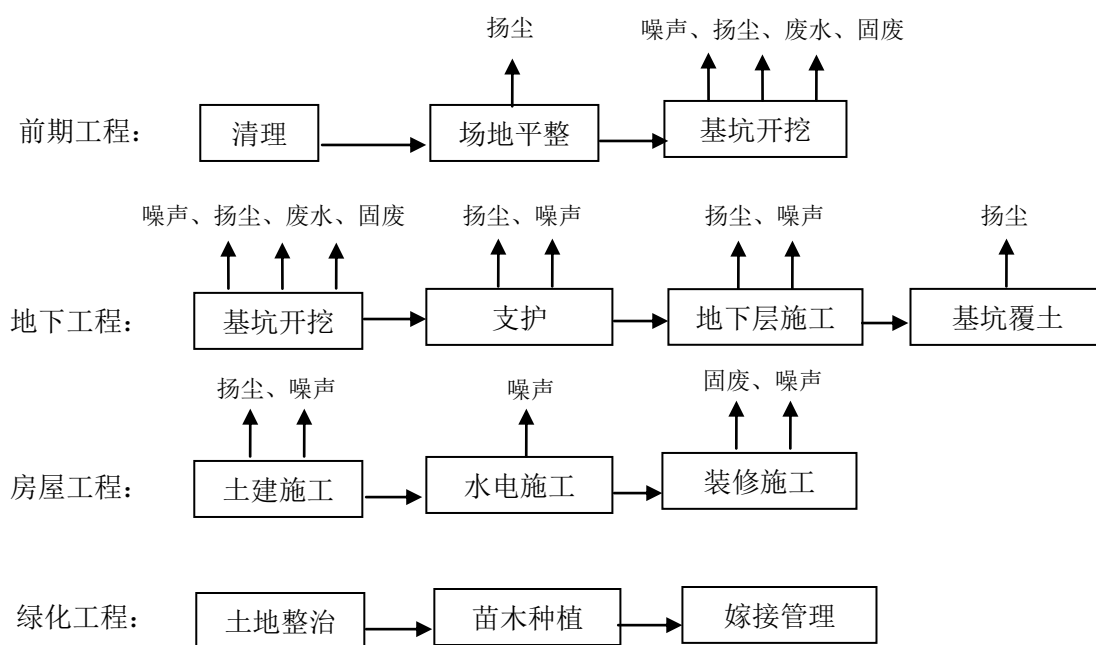 扬尘
噪声、扬尘、废水、固废
前期工程：
清理
场地平整
基坑开挖
噪声、扬尘、废水、固废
扬尘、噪声
扬尘、噪声
扬尘
地下工程：
基坑开挖
支护
地下层施工
基坑覆土
扬尘、噪声
噪声
固废、噪声
房屋工程：
土建施工
水电施工
装修施工
绿化工程：
土地整治
苗木种植
嫁接管理